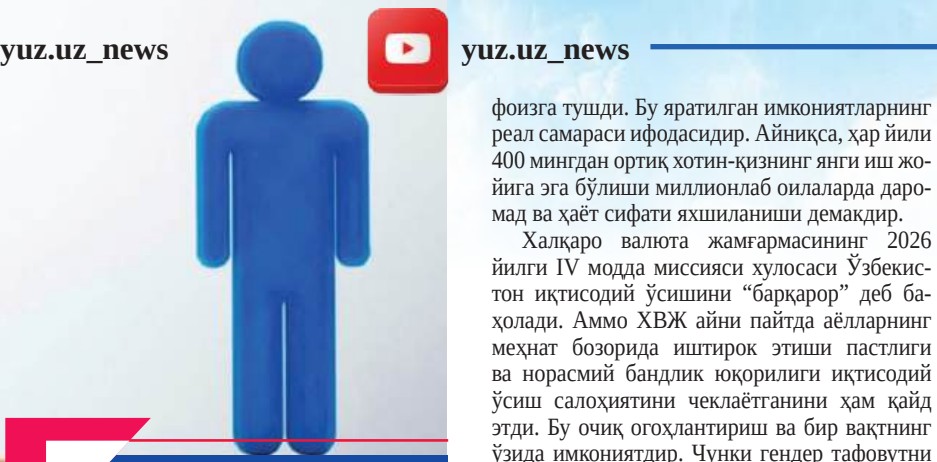 yuz.uz_news
yuz.uz_news
фоизга тушди. Бу яратилган имкониятларнинг
реал самараси ифодасидир. Айниқса, ҳар йили
400 мингдан ортиқ хотин-қизнинг янги иш жо-
йига эга бўлиши миллионлаб оилаларда даро-
мад ва ҳаёт сифати яхшиланиши демакдир.
Халқаро валюта жамғармасининг 2026
йилги IV модда миссияси хулосаси Ўзбекис-
тон иқтисодий ўсишини “барқарор” деб ба-
ҳолади. Аммо ХВЖ айни пайтда аёлларнинг
меҳнат бозорида иштирок этиши пастлиги
ва норасмий бандлик юқорилиги иқтисодий
ўсиш салоҳиятини чеклаётганини ҳам қайд
этди. Бу очиқ огоҳлантириш ва бир вақтнинг
ўзида имкониятдир. Чунки гендер тафовутни